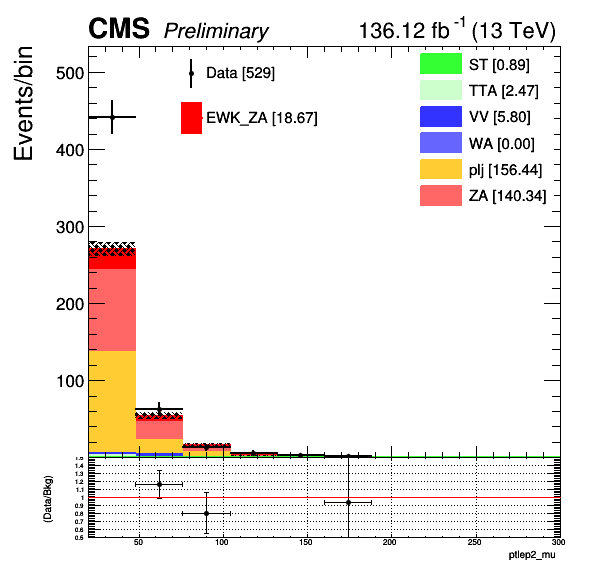 CMS Preliminary 136.12 fb⁻¹ (13 TeV)
Events/bin
500
400
300
200
100
Data [529]
EWK_ZA [18.67]
ST [0.89]
TTA [2.47]
VV [5.80]
WA [0.00]
plj [156.44]
ZA [140.34]
(Data/Bkg)
1.5
1.4
1.3
1.2
1.1
1
0.9
0.8
0.7
0.6
0.5
50 100 150 200 250 300
ptlep2_mu